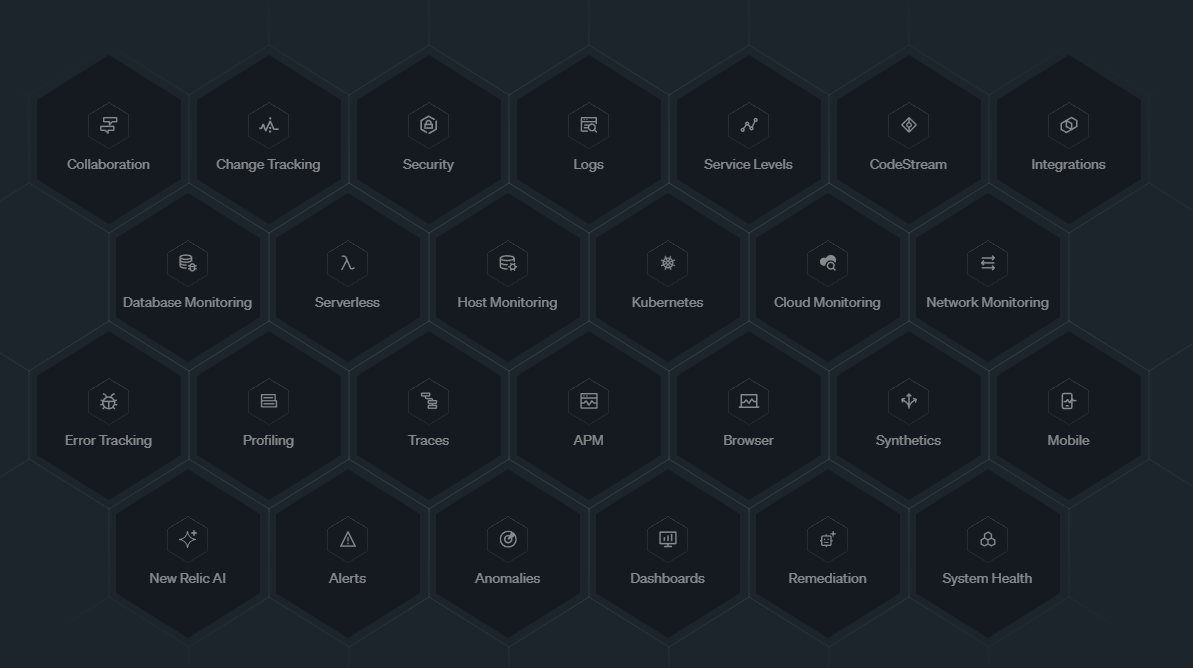 Collaboration
Change Tracking
Security
Logs
Service Levels
CodeStream
Integrations
Database Monitoring
Serverless
Host Monitoring
Kubernetes
Cloud Monitoring
Network Monitoring
Error Tracking
Profiling
Traces
APM
Browser
Synthetics
Mobile
New Relic AI
Alerts
Anomalies
Dashboards
Remediation
System Health